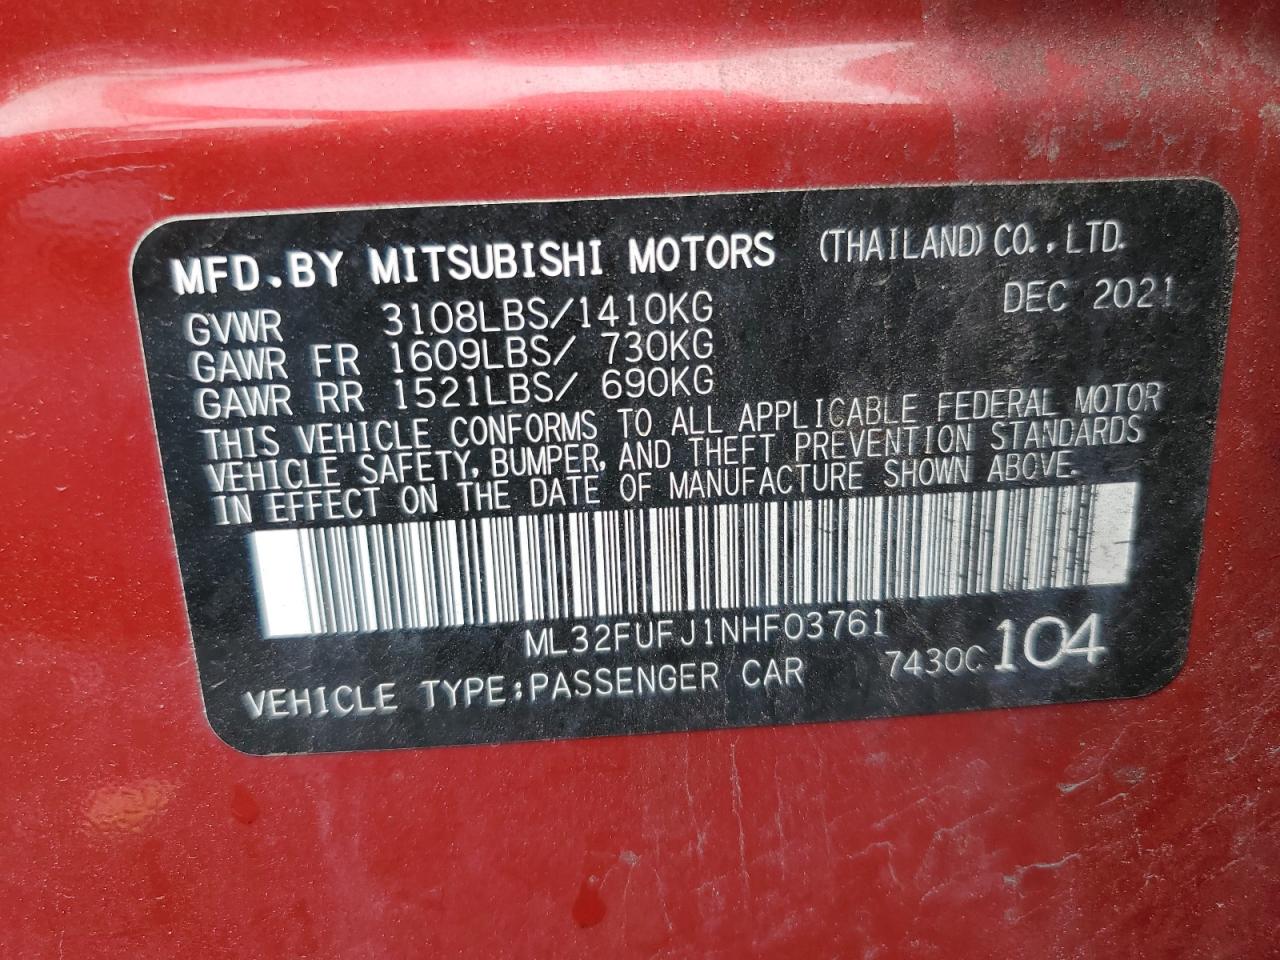 MFD.BY MITSUBISHI MOTORS (THAILAND)CO.,LTD.
GVWR 3108LBS/1410KG DEC 2021
GAWR FR 1609LBS/ 730KG
GAWR RR 1521LBS/ 690KG
THIS VEHICLE CONFORMS TO ALL APPLICABLE FEDERAL MOTOR
VEHICLE SAFETY, BUMPER, AND THEFT PREVENTION STANDARDS
IN EFFECT ON THE DATE OF MANUFACTURE SHOWN ABOVE.
ML32FUFJ1NHF03761
VEHICLE TYPE:PASSENGER CAR 7430C 104